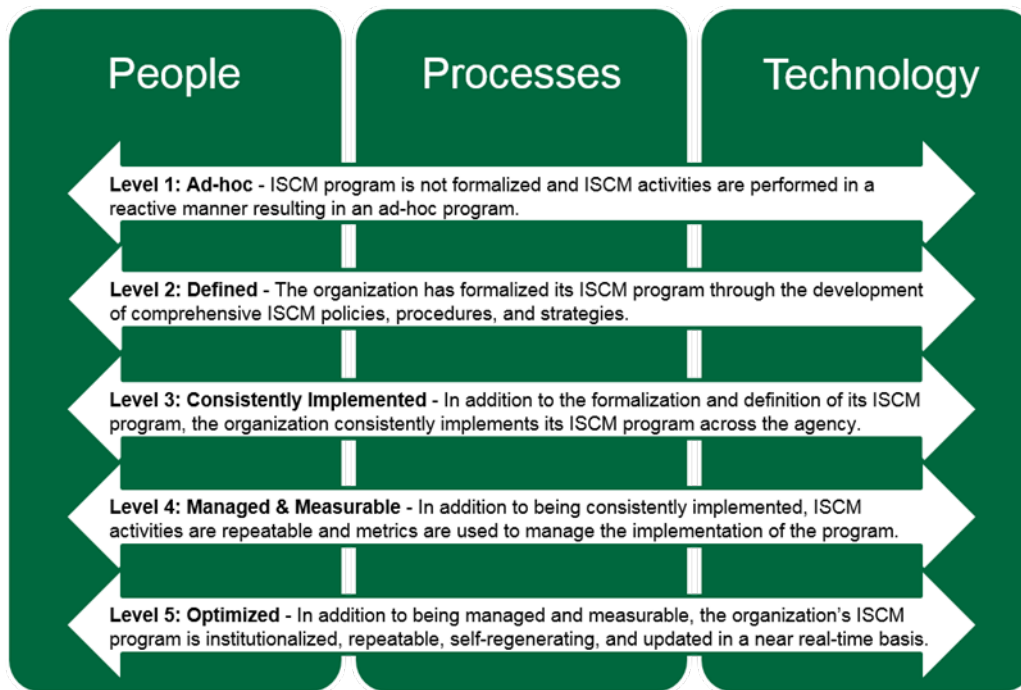 People
Processes
Technology
Level 1: Ad-hoc - ISCM program is not formalized and ISCM activities are performed in a
reactive manner resulting in an ad-hoc program.
Level 2: Defined - The organization has formalized its ISCM program through the development
of comprehensive ISCM policies, procedures, and strategies.
Level 3: Consistently Implemented - In addition to the formalization and definition of its ISCM
program, the organization consistently implements its ISCM program across the agency.
Level 4: Managed & Measurable - In addition to being consistently implemented, ISCM
activities are repeatable and metrics are used to manage the implementation of the program.
Level 5: Optimized - In addition to being managed and measurable, the organization’s ISCM
program is institutionalized, repeatable, self-regenerating, and updated in a near real-time basis.